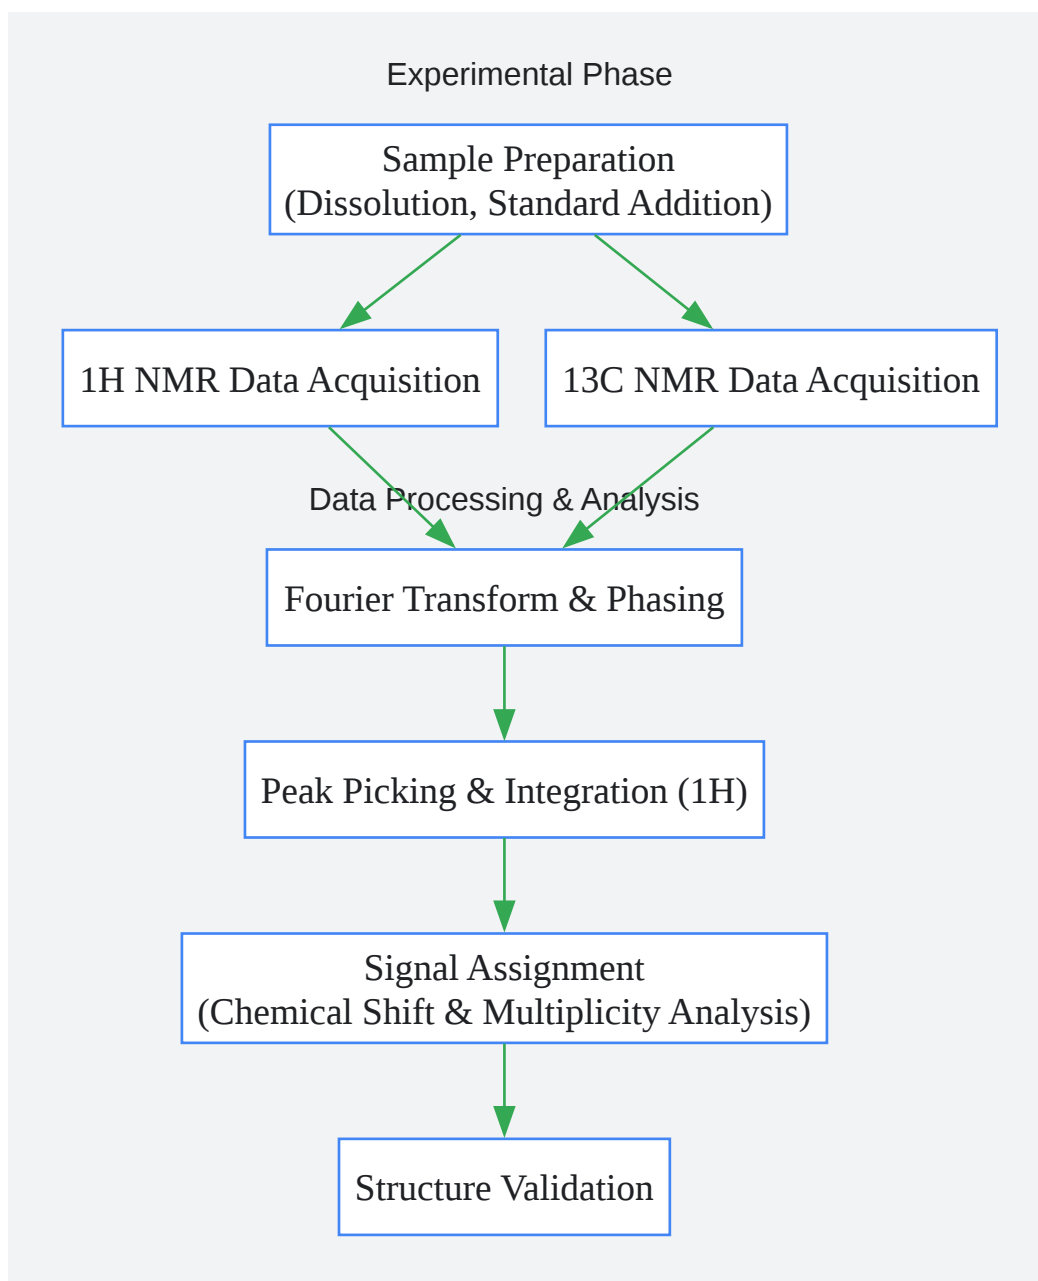 Experimental Phase
Sample Preparation
(Dissolution, Standard Addition)
1H NMR Data Acquisition
13C NMR Data Acquisition
Data Processing & Analysis
Fourier Transform & Phasing
Peak Picking & Integration (1H)
Signal Assignment
(Chemical Shift & Multiplicity Analysis)
Structure Validation